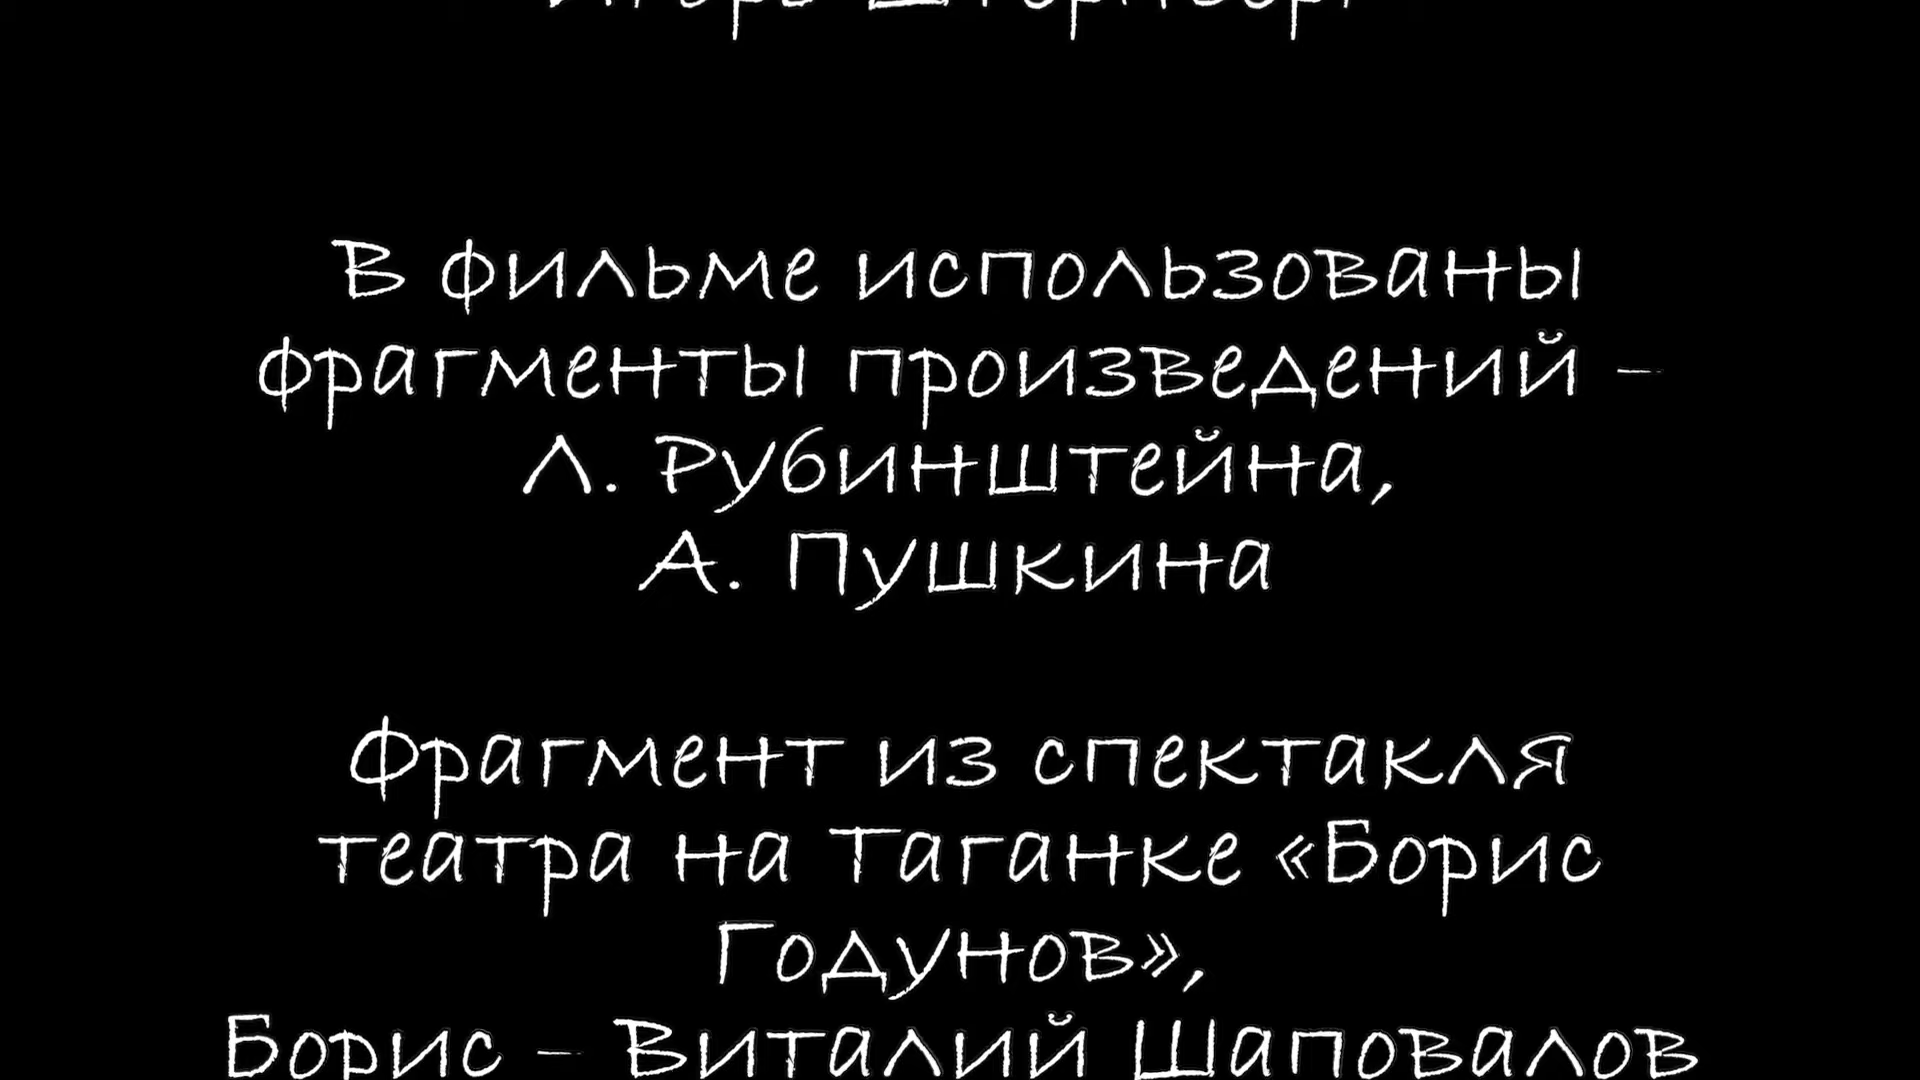 В фильме использованы
фрагменты произведений –
Л. Рубинштейна,
А. Пушкина
Фрагмент из спектакля
театра на Таганке «Борис
Годунов»,
Борис – Виталий Шаповалов